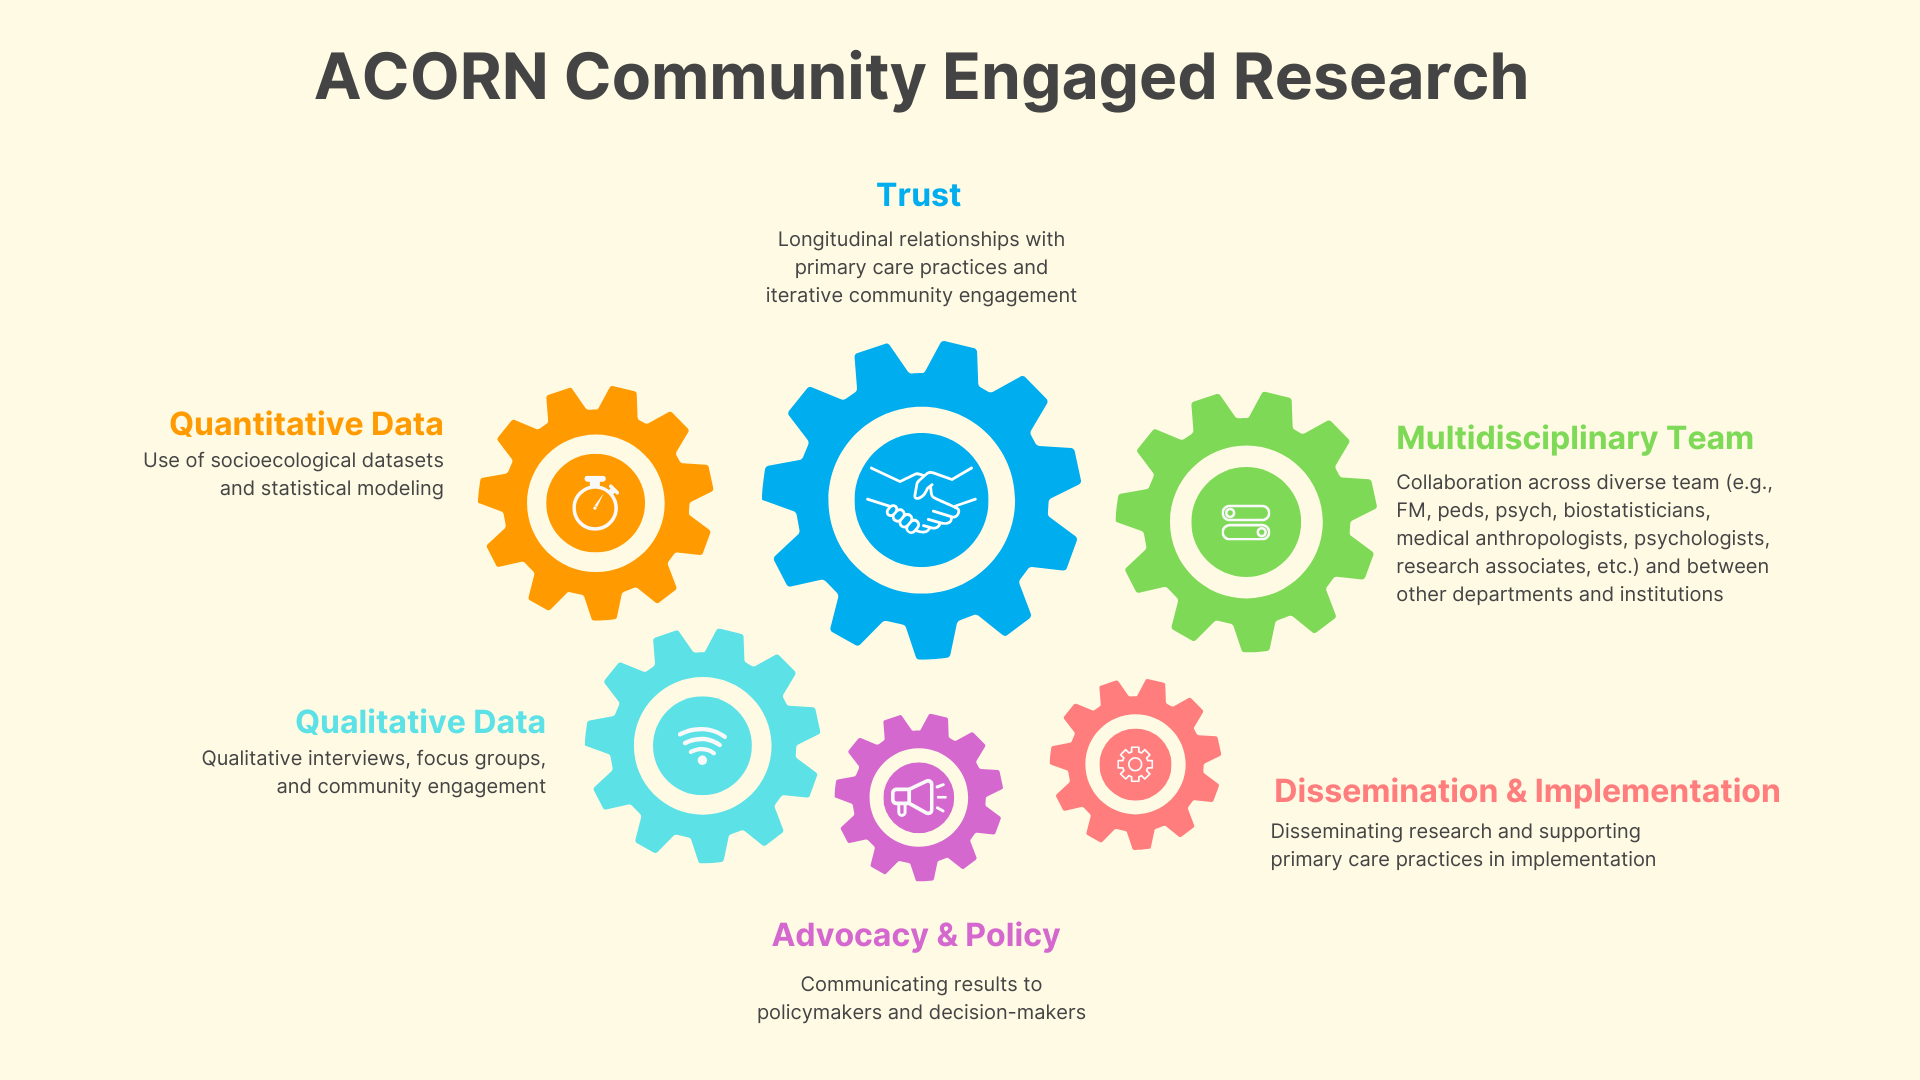 ACORN Community Engaged Research
Trust
Longitudinal relationships with
primary care practices and
iterative community engagement
Quantitative Data
Use of socioecological datasets
and statistical modeling
Multidisciplinary Team
Collaboration across diverse team (e.g.,
FM, peds, psych, biostatisticians,
medical anthropologists, psychologists,
research associates, etc.) and between
other departments and institutions
Qualitative Data
Qualitative interviews, focus groups,
and community engagement
Dissemination & Implementation
Disseminating research and supporting
primary care practices in implementation
Advocacy & Policy
Communicating results to
policymakers and decision-makers